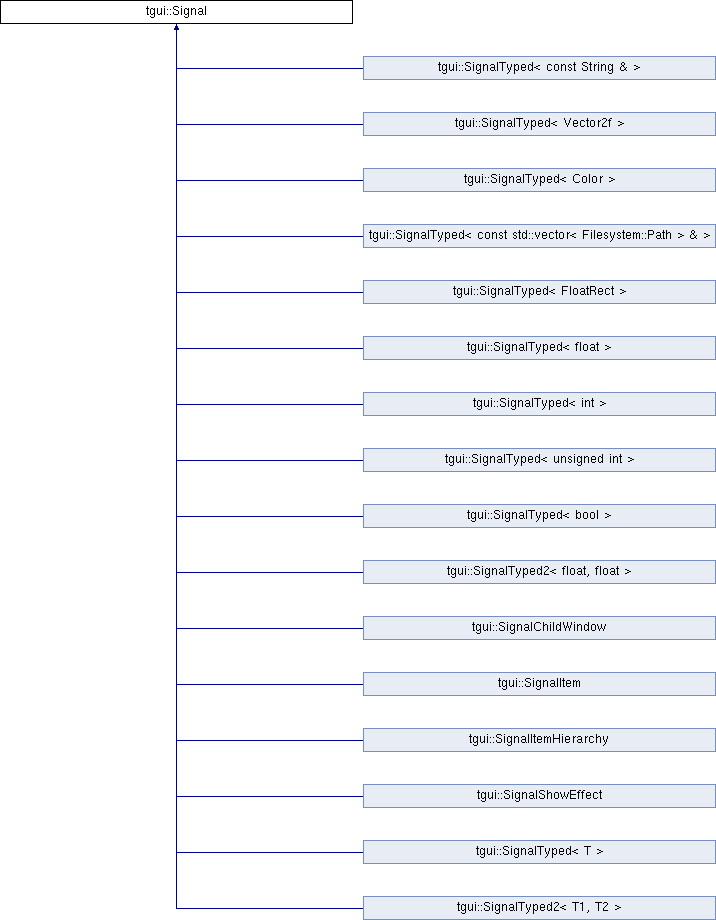 tgui::Signal
tgui::SignalTyped< const String & >
tgui::SignalTyped< Vector2f >
tgui::SignalTyped< Color >
tgui::SignalTyped< const std::vector< Filesystem::Path > & >
tgui::SignalTyped< FloatRect >
tgui::SignalTyped< float >
tgui::SignalTyped< int >
tgui::SignalTyped< unsigned int >
tgui::SignalTyped< bool >
tgui::SignalTyped2< float, float >
tgui::SignalChildWindow
tgui::SignalItem
tgui::SignalItemHierarchy
tgui::SignalShowEffect
tgui::SignalTyped< T >
tgui::SignalTyped2< T1, T2 >